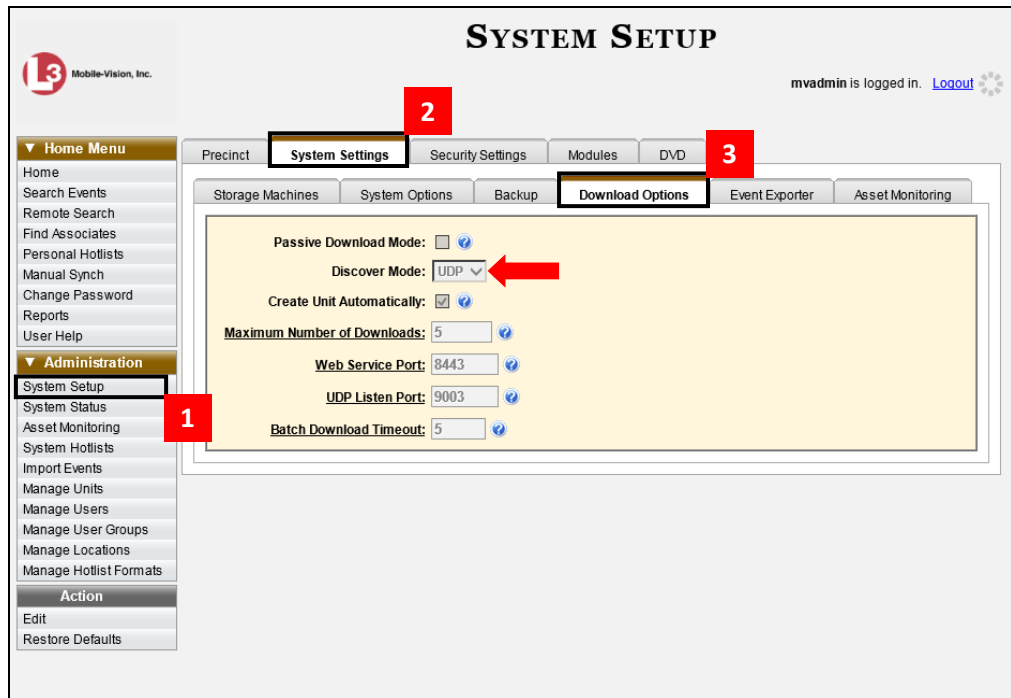 SYSTEM SETUP
L3 Mobile-Vision, Inc.
mvadmin is logged in. Logout
2
▼ Home Menu
Home
Search Events
Remote Search
Find Associates
Personal Hotlists
Manual Synch
Change Password
Reports
User Help
▼ Administration
System Setup
1
System Status
Asset Monitoring
System Hotlists
Import Events
Manage Units
Manage Users
Manage User Groups
Manage Locations
Manage Hotlist Formats
Action
Edit
Restore Defaults
Precinct System Settings Security Settings Modules DVD
3
Storage Machines System Options Backup Download Options Event Exporter Asset Monitoring
Passive Download Mode: ?
Discover Mode: UDP
Create Unit Automatically: ?
Maximum Number of Downloads: 5 ?
Web Service Port: 8443 ?
UDP Listen Port: 9003 ?
Batch Download Timeout: 5 ?